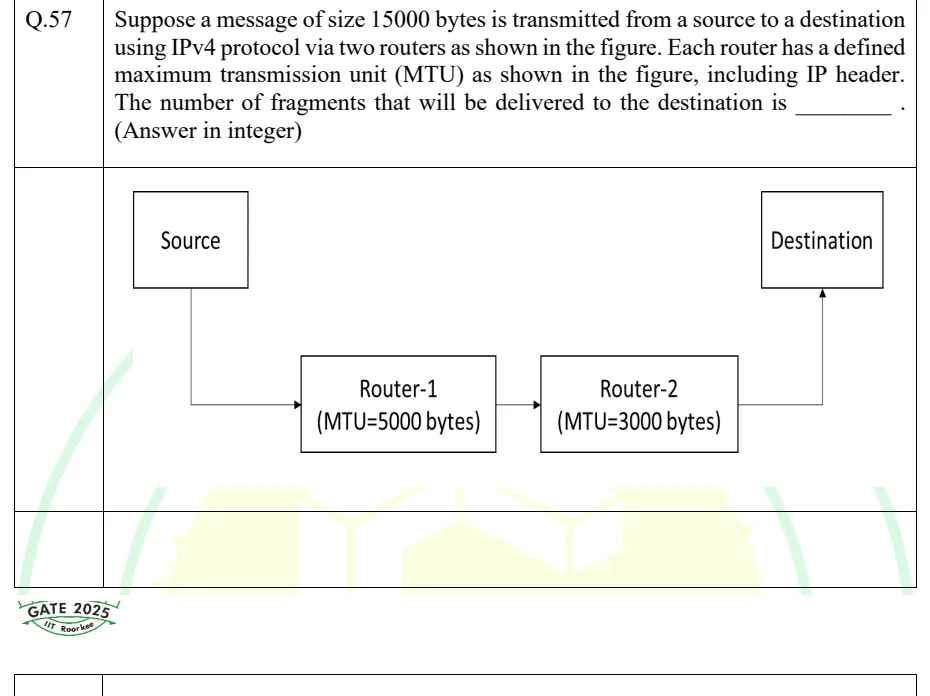 Q.57
Suppose a message of size 15000 bytes is transmitted from a source to a destination
using IPv4 protocol via two routers as shown in the figure. Each router has a defined
maximum transmission unit (MTU) as shown in the figure, including IP header.
The number of fragments that will be delivered to the destination is ________ .
(Answer in integer)
Source
Destination
Router-1
(MTU=5000 bytes)
Router-2
(MTU=3000 bytes)
GATE 2025
IIT Roorkee